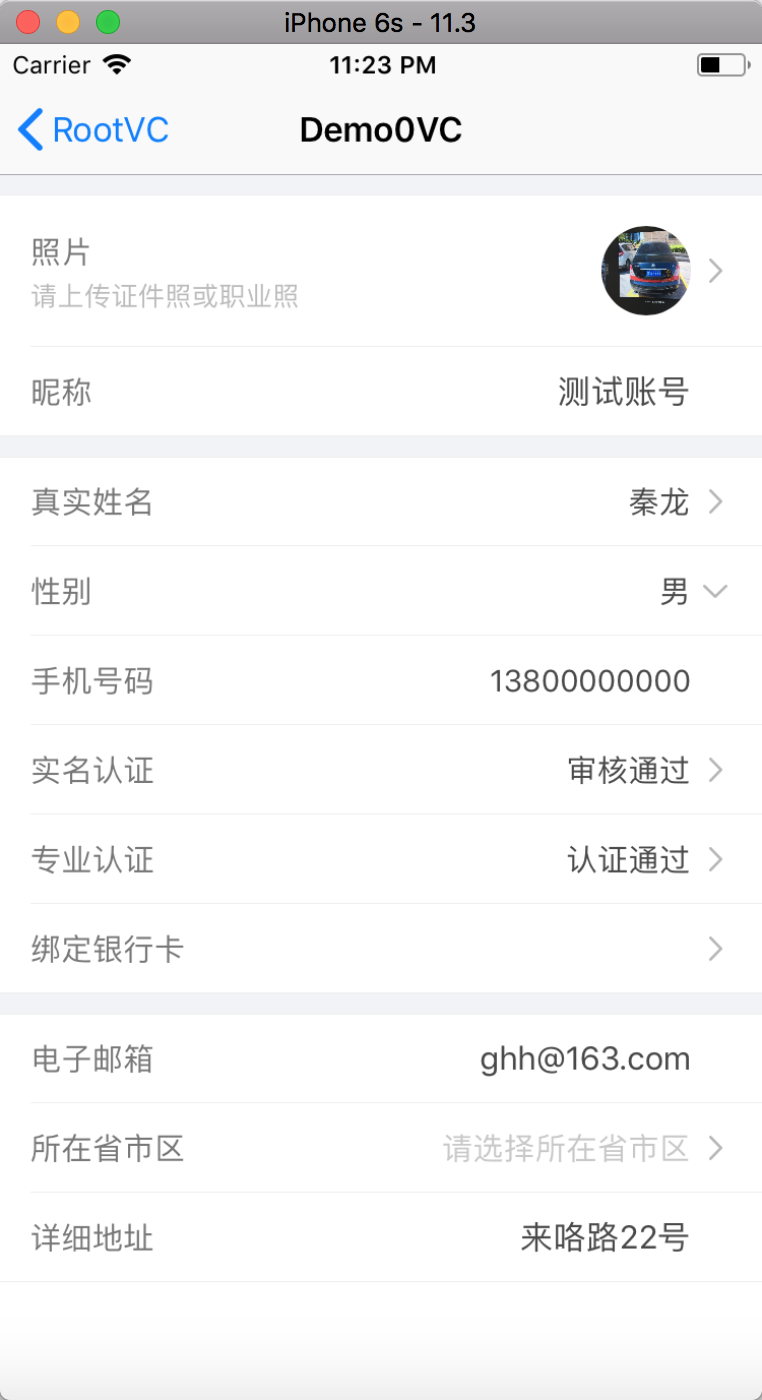 iPhone 6s - 11.3
Carrier 11:23 PM
RootVC Demo0VC
照片
请上传证件照或职业照
昵称 测试账号
真实姓名 秦龙
性别 男
手机号码 13800000000
实名认证 审核通过
专业认证 认证通过
绑定银行卡
电子邮箱 ghh@163.com
所在省市区 请选择所在省市区
详细地址 来咯路22号